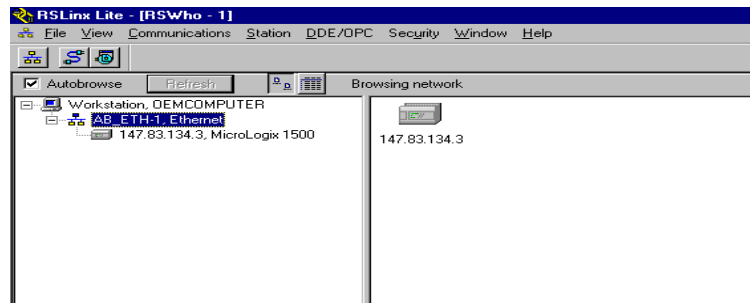 RSLinx Lite - [RSWho - 1]
File View Communications Station DDE/OPC Security Window Help
Autobrowse Refresh Browsing network
Workstation, OEMCOMPUTER
AB_ETH-1, Ethernet
147.83.134.3, MicroLogix 1500
147.83.134.3